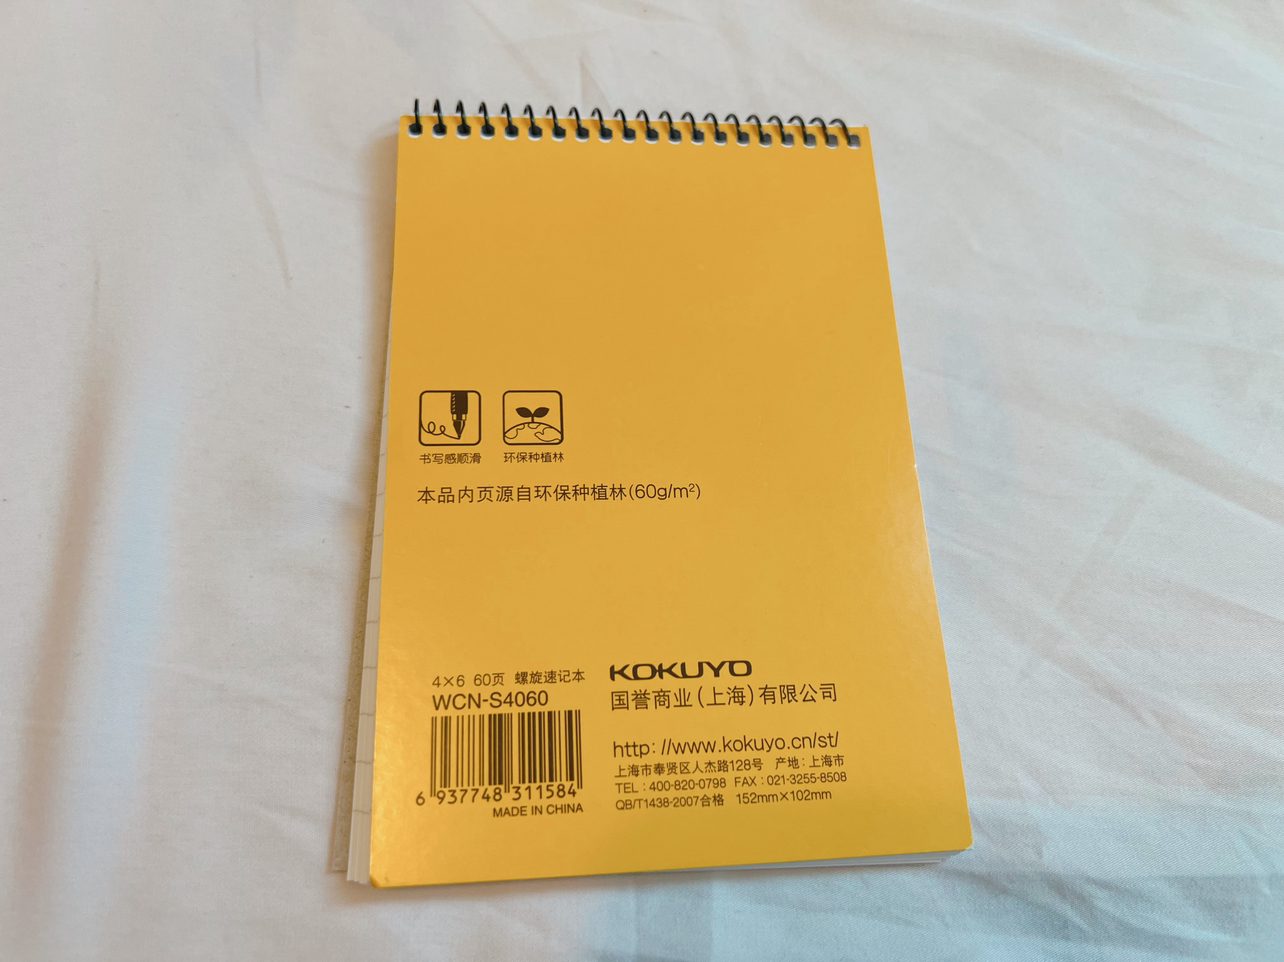 书写感顺滑
环保种植林
本品内页源自环保种植林(60g/m²)
4×6 60页 螺旋速记本
WCN-S4060
6 937748 311584
MADE IN CHINA
KOKUYO
国誉商业(上海)有限公司
http: //www.kokuyo.cn/st/
上海市奉贤区人杰路128号 产地:上海市
TEL:400-820-0798 FAX:021-3255-8508
QB/T1438-2007合格 152mm×102mm